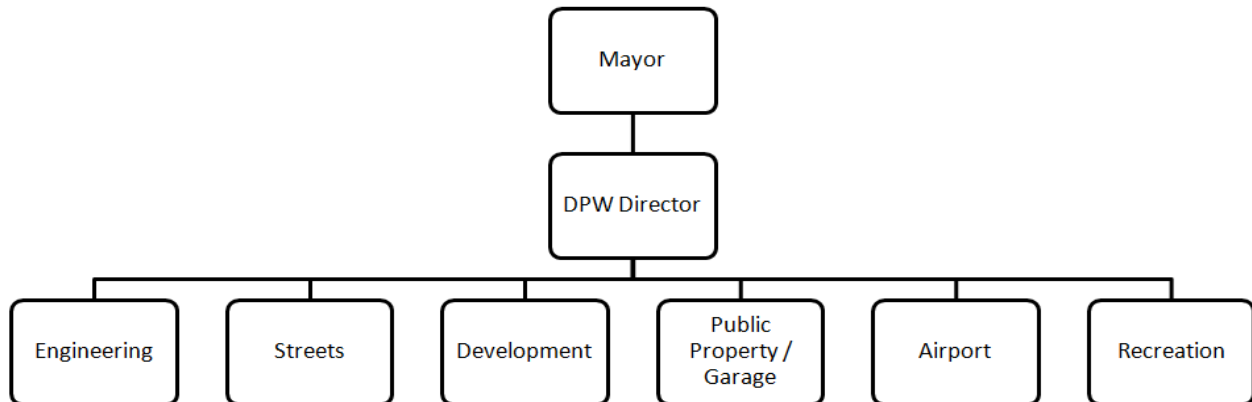 Mayor
DPW Director
Engineering
Streets
Development
Public
Property /
Garage
Airport
Recreation